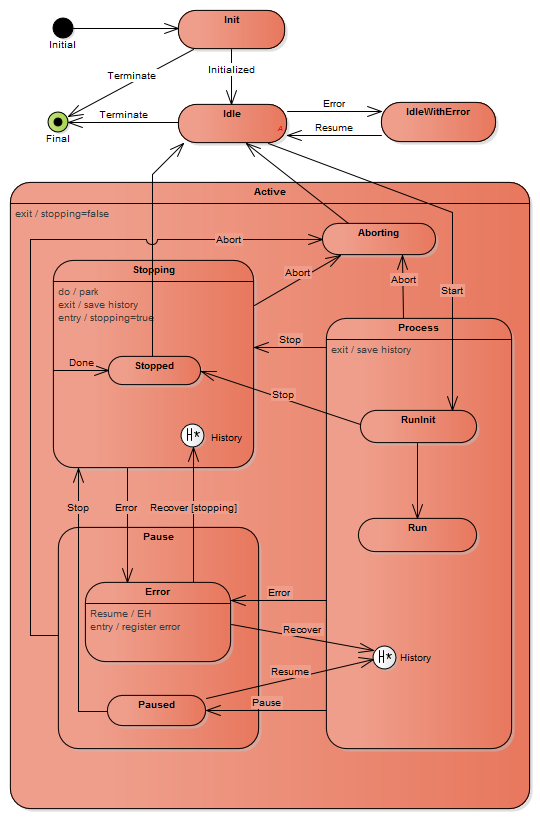 Init
Initial
Initialized
Terminate
Error
Idle
IdleWithError
Terminate
A
Resume
Final
Active
exit / stopping=false
Aborting
Abort
Stopping
Abort
Abort
do / park
Start
exit / save history
entry / stopping=true
Process
Stop
exit / save history
Done
Stopped
Stop
RunInit
H*
History
Stop
Error
Recover [stopping]
Run
Pause
Error
Error
Resume / EH
entry / register error
Recover
H*
History
Resume
Paused
Pause